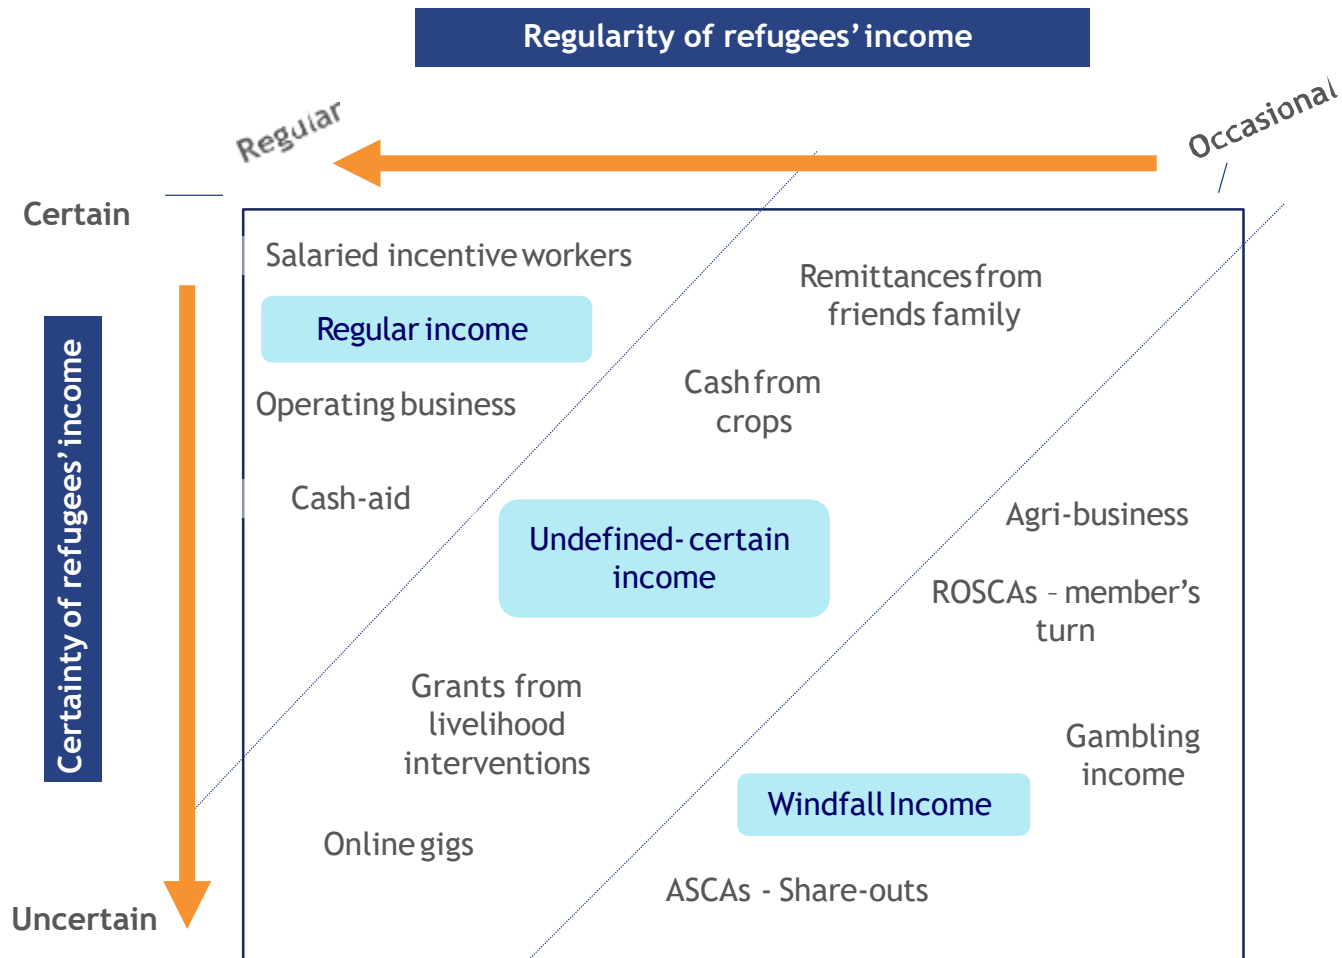 Regularity of refugees' income
Regular
Occasional
Certain
Certainty of refugees' income
Uncertain
Salaried incentive workers
Regular income
Operating business
Cash-aid
Remittances from
friends family
Cash from
crops
Undefined- certain
income
Grants from
livelihood
interventions
Online gigs
Agri-business
ROSCAs – member's
turn
Gambling
income
Windfall Income
ASCAs - Share-outs